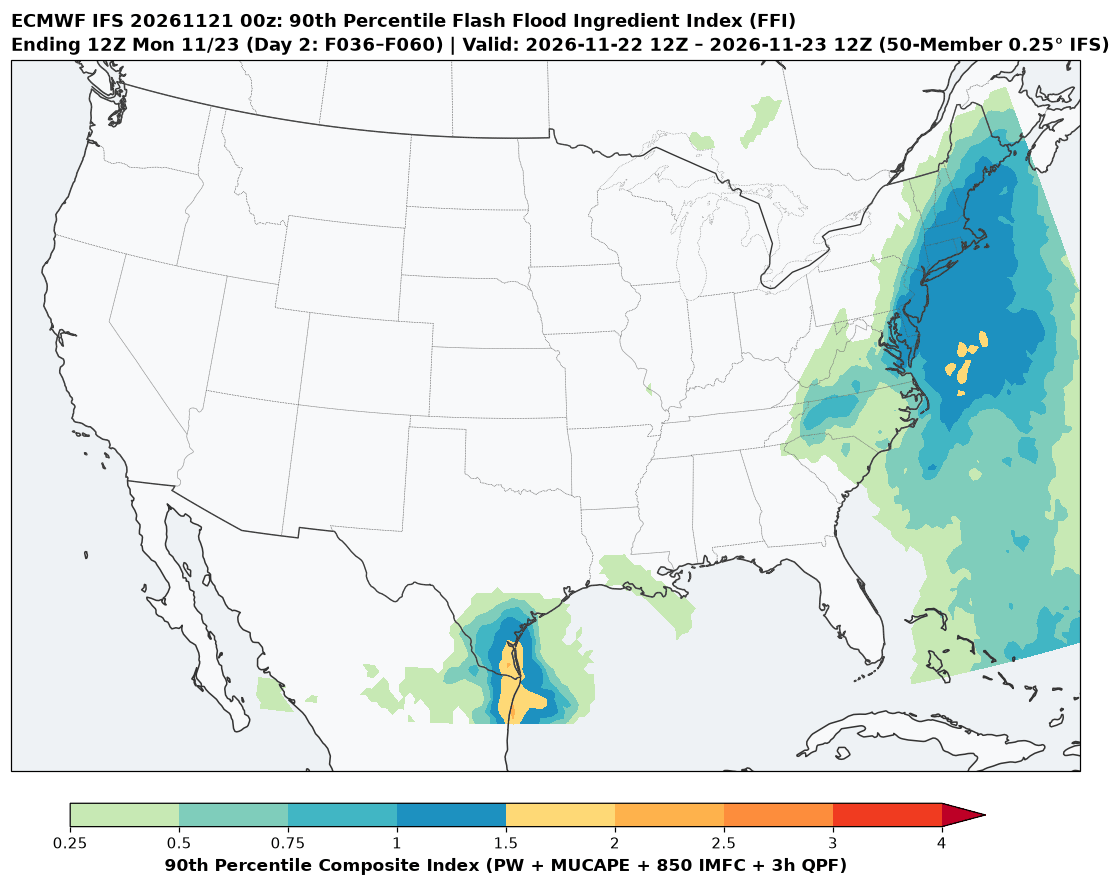 ECMWF IFS 20261121 00z: 90th Percentile Flash Flood Ingredient Index (FFI)
Ending 12Z Mon 11/23 (Day 2: F036–F060) | Valid: 2026-11-22 12Z – 2026-11-23 12Z (50-Member 0.25° IFS)
0.25 0.5 0.75 1 1.5 2 2.5 3 4
90th Percentile Composite Index (PW + MUCAPE + 850 IMFC + 3h QPF)